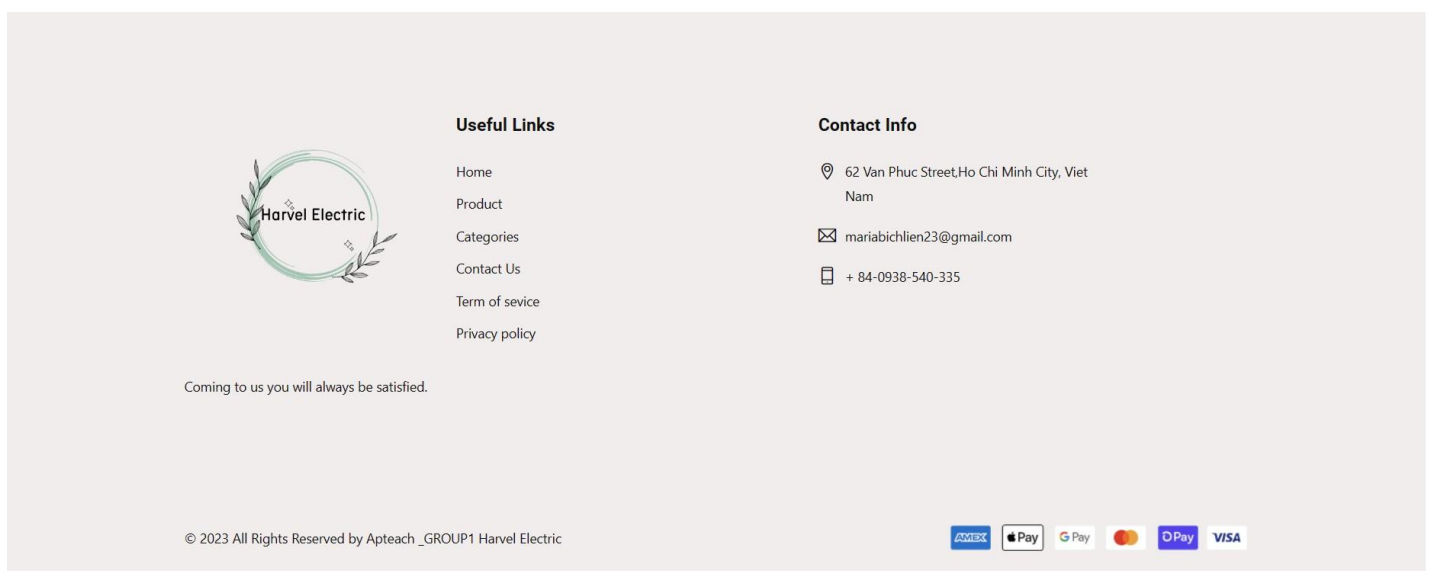 Harvel Electric
Coming to us you will always be satisfied.
Useful Links
Home
Product
Categories
Contact Us
Term of sevice
Privacy policy
Contact Info
62 Van Phuc Street,Ho Chi Minh City, Viet
Nam
mariabichlien23@gmail.com
+ 84-0938-540-335
© 2023 All Rights Reserved by Apteach _GROUP1 Harvel Electric
AMEX Pay G Pay OPay VISA